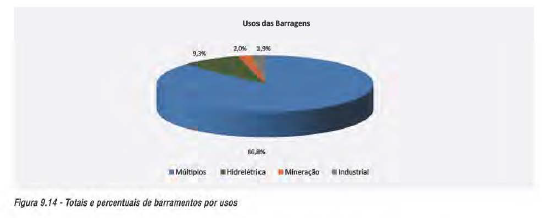 Usos das Barragens
9,3%
2,0%
3,9%
Múltiplos
Hidrelétrica
Mineração
Industrial
Figura 9.14 - Totais e percentuais de barramentos por usos